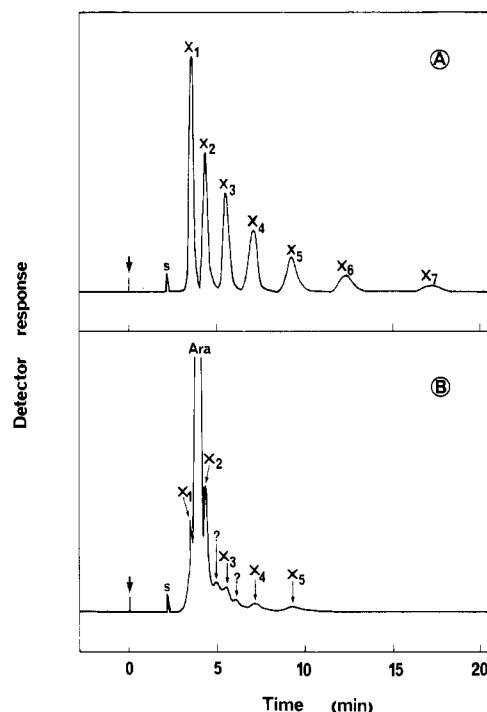 A
X1
X2
X3
X4
X5
X6
X7
s
Detector response
B
Ara
X1
X2
?
X3
?
X4
X5
s
0 5 10 15 20
Time (min)